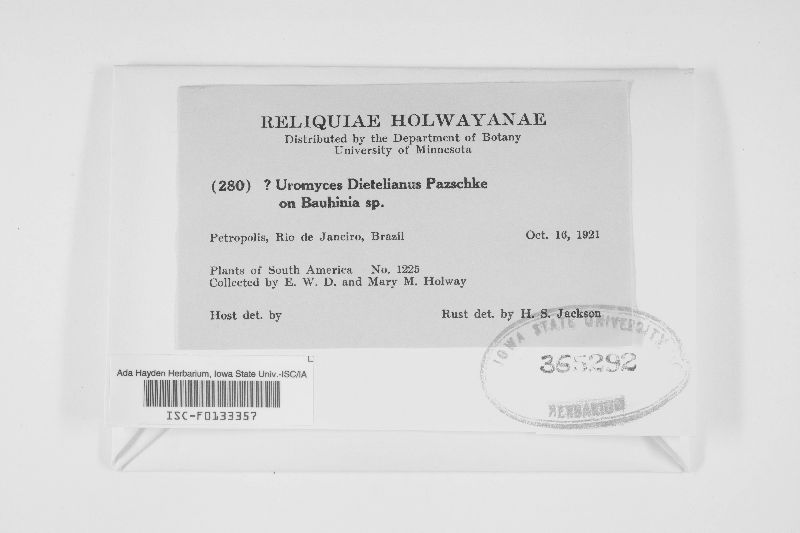 RELIQUIAE HOLWAYANAE
Distributed by the Department of Botany
University of Minnesota
(280) ? Uromyces Dietelianus Pazschke
on Bauhinia sp.
Petropolis, Rio de Janeiro, Brazil Oct. 16, 1921
Plants of South America No. 1225
Collected by E. W. D. and Mary M. Holway
Host det. by Rust det. by H. S. Jackson
IOWA STATE UNIVERSITY
365292
HERBARIUM
Ada Hayden Herbarium, Iowa State Univ.-ISC/IA
ISC-F0133357